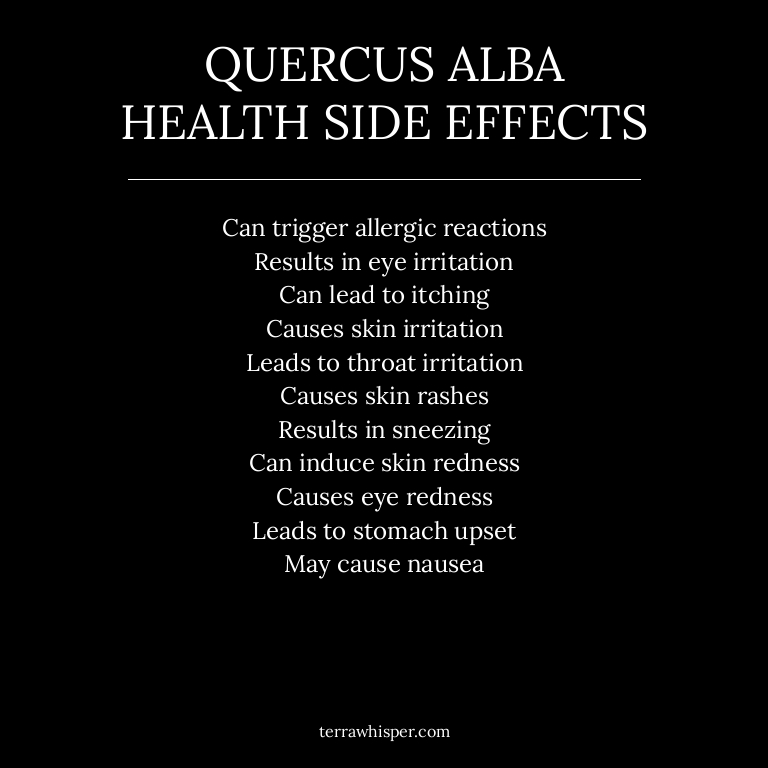 QUERCUS ALBA
HEALTH SIDE EFFECTS
Can trigger allergic reactions
Results in eye irritation
Can lead to itching
Causes skin irritation
Leads to throat irritation
Causes skin rashes
Results in sneezing
Can induce skin redness
Causes eye redness
Leads to stomach upset
May cause nausea
terrawhisper.com